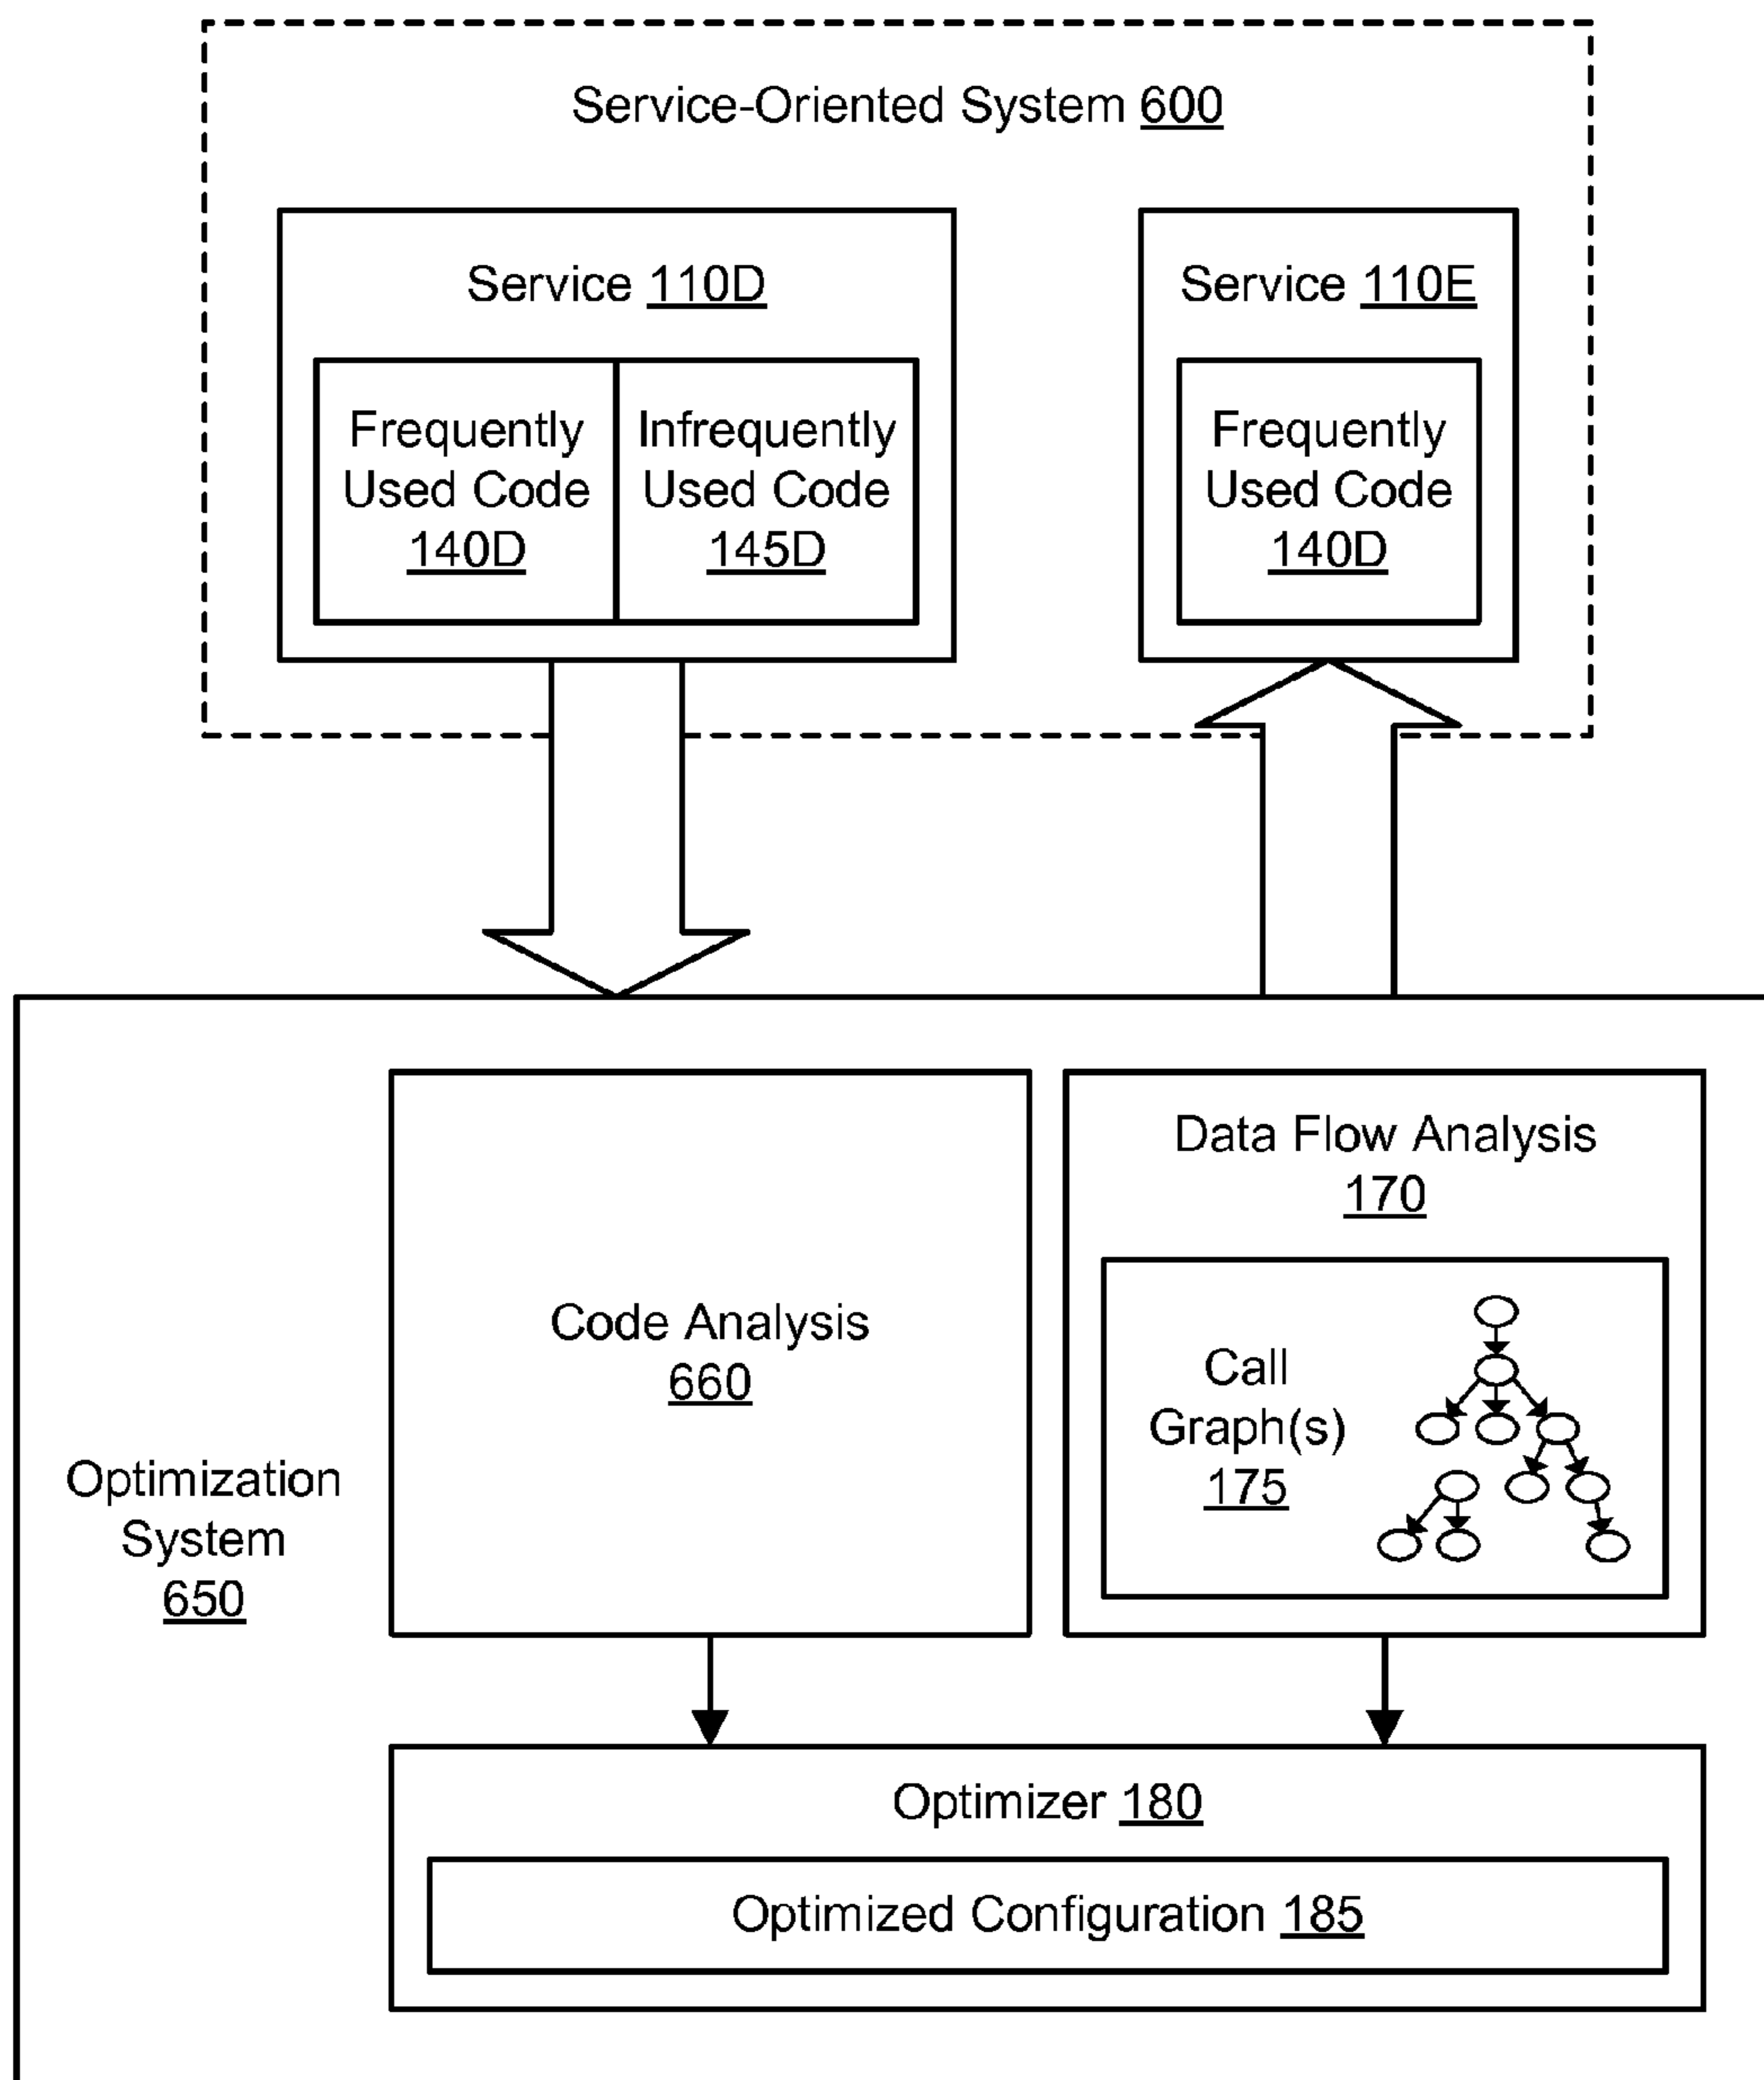 Service-Oriented System 600
Service 110D
Frequently
Used Code
140D
Infrequently
Used Code
145D
Service 110E
Frequently
Used Code
140D
Optimization
System
650
Code Analysis
660
Data Flow Analysis
170
Call
Graph(s)
175
Optimizer 180
Optimized Configuration 185